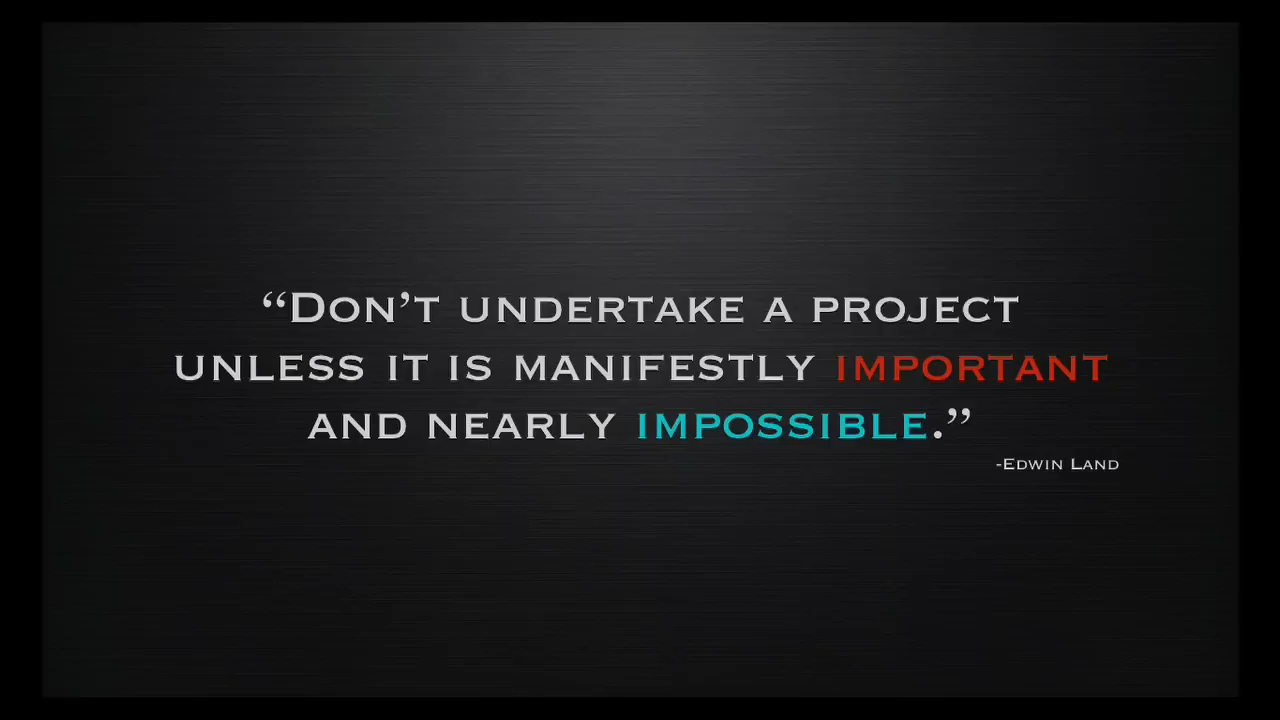 “Don’t undertake a project
unless it is manifestly important
and nearly impossible.”
-Edwin Land